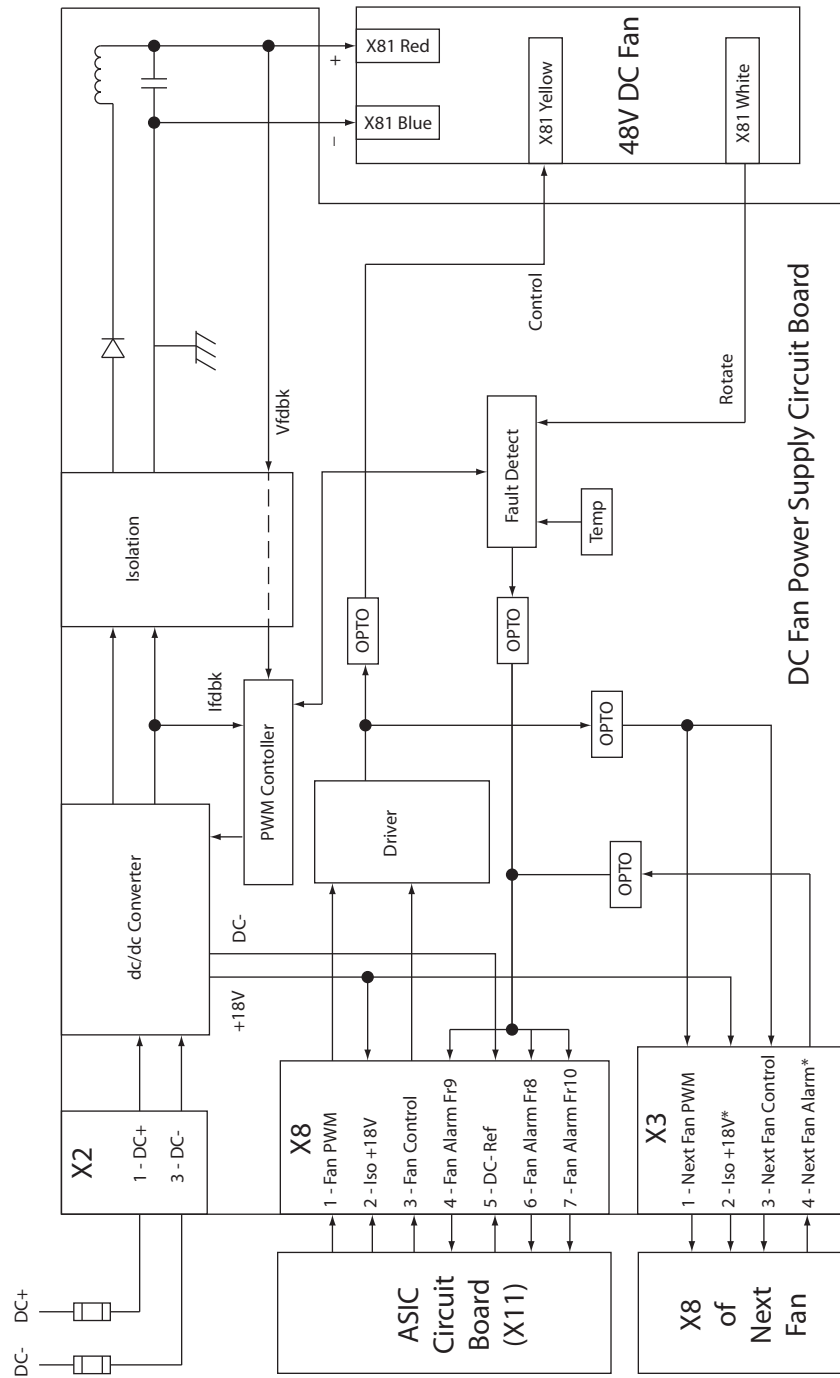 DC-
DC+
X2
1 - DC+
3 - DC-
dc/dc Converter
Isolation
+
–
X81 Red
X81 Blue
X81 Yellow
X81 White
48V DC Fan
Ifdbk
Vfdbk
PWM Contoller
+18V
DC-
Driver
OPTO
Control
Fault Detect
Temp
Rotate
OPTO
OPTO
OPTO
ASIC
Circuit
Board
(X11)
X8
1 - Fan PWM
2 - Iso +18V
3 - Fan Control
4 - Fan Alarm Fr9
5 - DC- Ref
6 - Fan Alarm Fr8
7 - Fan Alarm Fr10
X8
of
Next
Fan
X3
1 - Next Fan PWM
2 - Iso +18V*
3 - Next Fan Control
4 - Next Fan Alarm*
DC Fan Power Supply Circuit Board